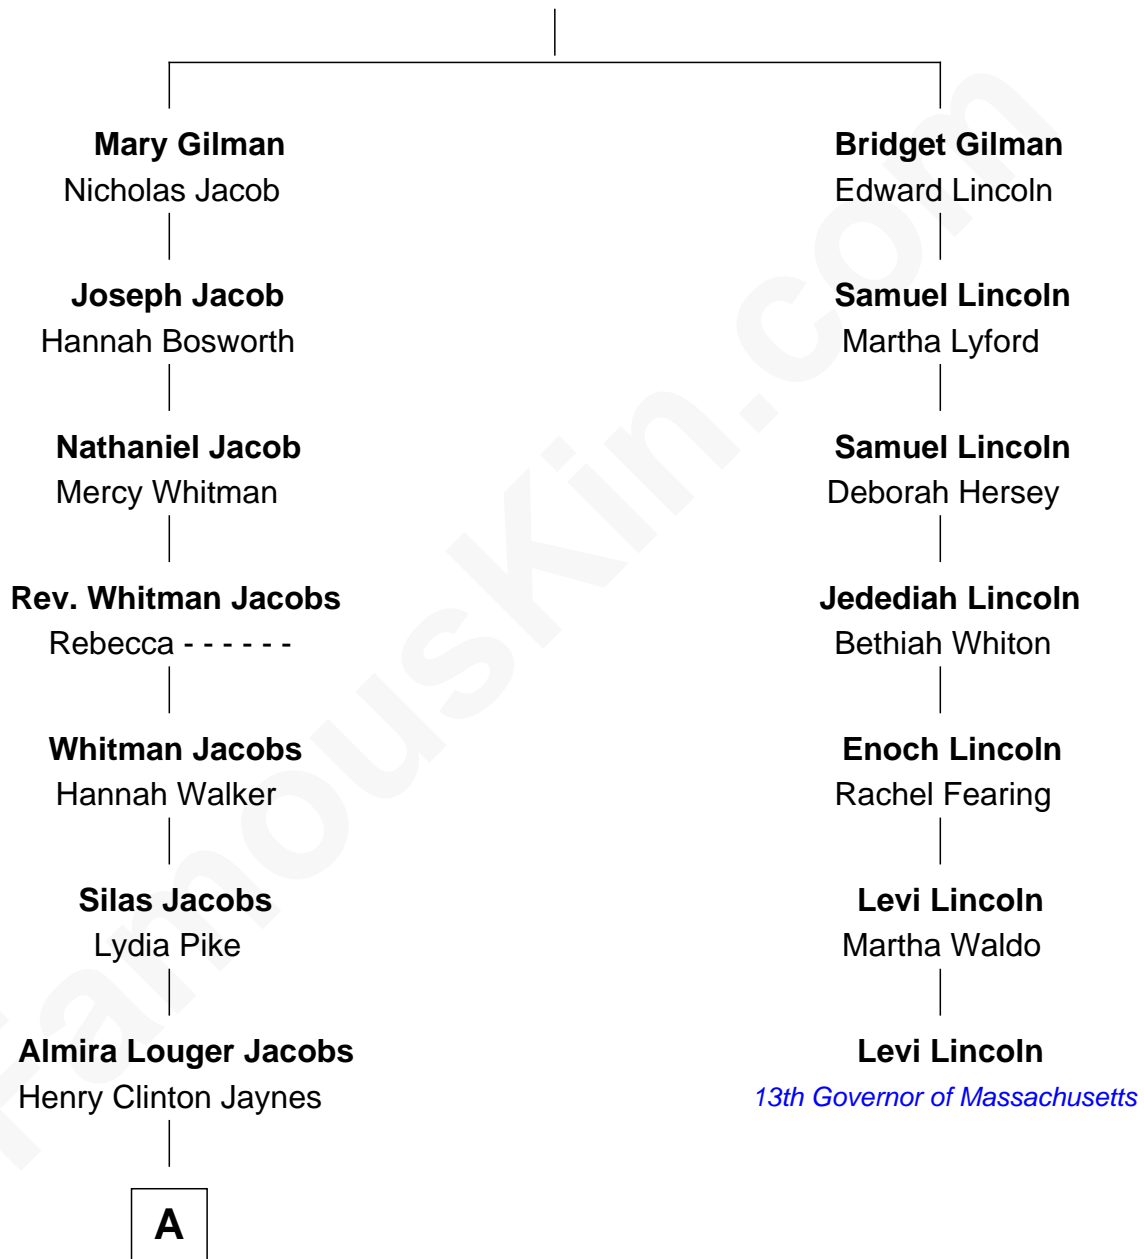 Mary Gilman
Nicholas Jacob
Joseph Jacob
Hannah Bosworth
Nathaniel Jacob
Mercy Whitman
Rev. Whitman Jacobs
Rebecca - - - - - -
Whitman Jacobs
Hannah Walker
Silas Jacobs
Lydia Pike
Almira Louger Jacobs
Henry Clinton Jaynes
A
Bridget Gilman
Edward Lincoln
Samuel Lincoln
Martha Lyford
Samuel Lincoln
Deborah Hersey
Jedediah Lincoln
Bethiah Whiton
Enoch Lincoln
Rachel Fearing
Levi Lincoln
Martha Waldo
Levi Lincoln
13th Governor of Massachusetts
FamousKin.com